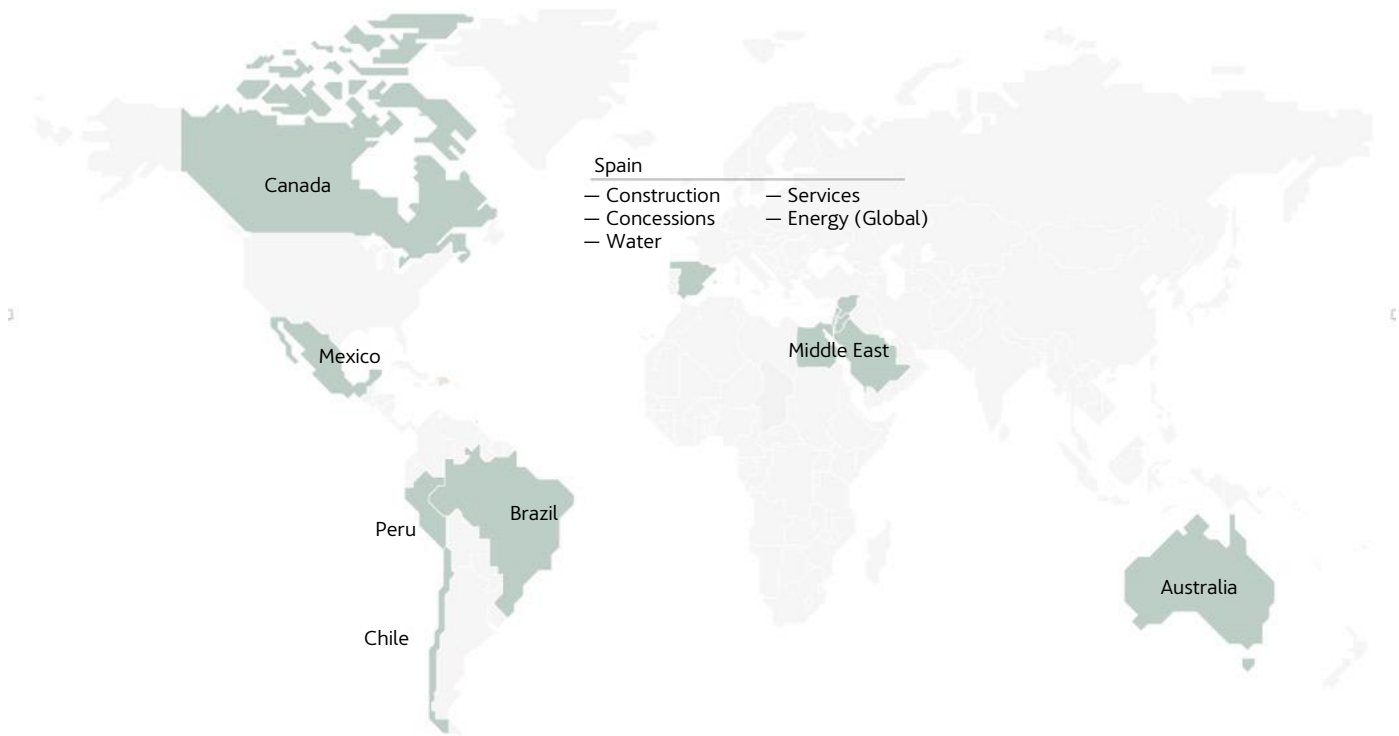 Spain
— Construction
— Concessions
— Water
— Services
— Energy (Global)
Canada
Mexico
Middle East
Brazil
Peru
Chile
Australia